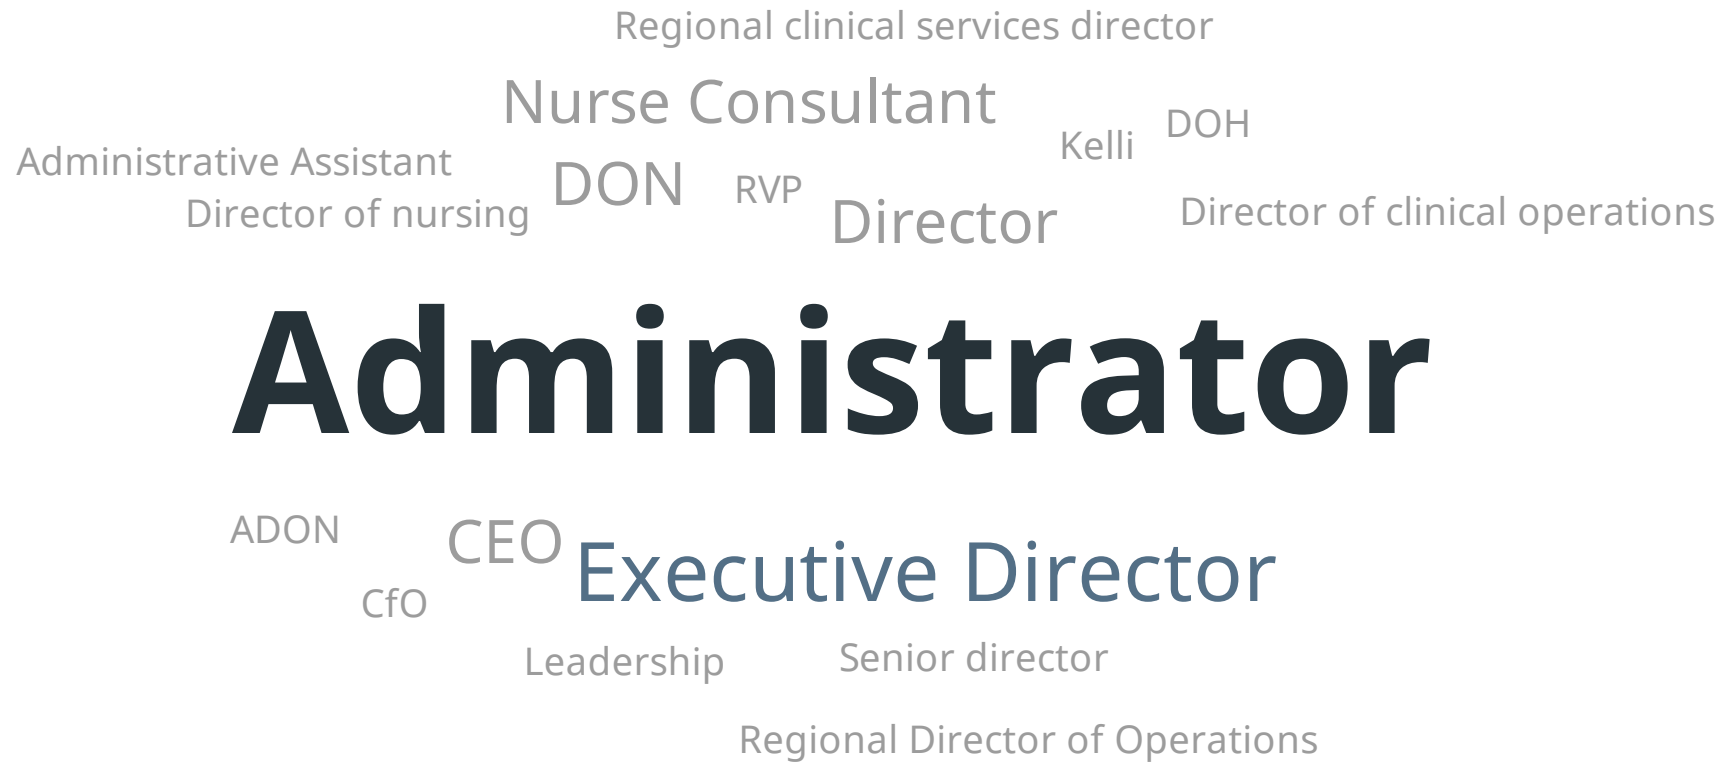 Regional clinical services director
Nurse Consultant
DOH
Kelli
Administrative Assistant
DON
RVP
Director of nursing
Director
Director of clinical operations
Administrator
ADON
CEO
Executive Director
CfO
Leadership
Senior director
Regional Director of Operations